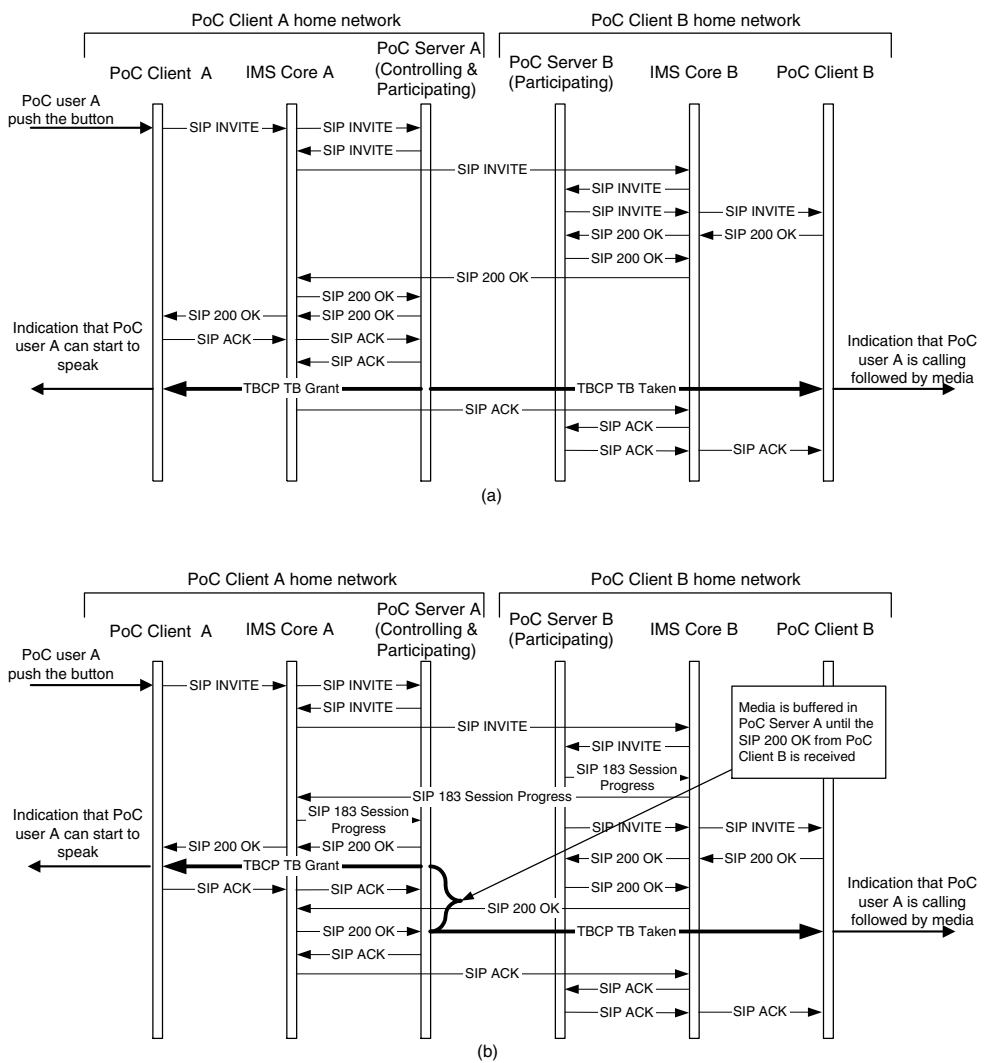 PoC Client A home network
PoC Client B home network
PoC Client A
IMS Core A
PoC Server A
(Controlling &
Participating)
PoC Server B
(Participating)
IMS Core B
PoC Client B
PoC user A
push the button
SIP INVITE
SIP INVITE
SIP INVITE
SIP INVITE
SIP INVITE
SIP INVITE
SIP INVITE
SIP 200 OK
SIP 200 OK
SIP 200 OK
SIP 200 OK
SIP 200 OK
SIP 200 OK
SIP 200 OK
Indication that PoC
user A can start to
speak
SIP ACK
SIP ACK
SIP ACK
Indication that PoC
user A is calling
followed by media
TBCP TB Grant
TBCP TB Taken
SIP ACK
SIP ACK
SIP ACK
SIP ACK
(a)
PoC Client A home network
PoC Client B home network
PoC Client A
IMS Core A
PoC Server A
(Controlling &
Participating)
PoC Server B
(Participating)
IMS Core B
PoC Client B
PoC user A
push the button
SIP INVITE
SIP INVITE
SIP INVITE
SIP INVITE
SIP INVITE
Media is buffered in
PoC Server A until the
SIP 200 OK from PoC
Client B is received
SIP 183 Session
Progress
SIP 183 Session Progress
SIP 183 Session
Progress
SIP INVITE
SIP INVITE
Indication that PoC
user A can start to
speak
SIP 200 OK
SIP 200 OK
SIP 200 OK
SIP 200 OK
TBCP TB Grant
SIP ACK
SIP ACK
SIP 200 OK
SIP 200 OK
Indication that PoC
user A is calling
followed by media
SIP 200 OK
TBCP TB Taken
SIP ACK
SIP ACK
SIP ACK
SIP ACK
SIP ACK
(b)